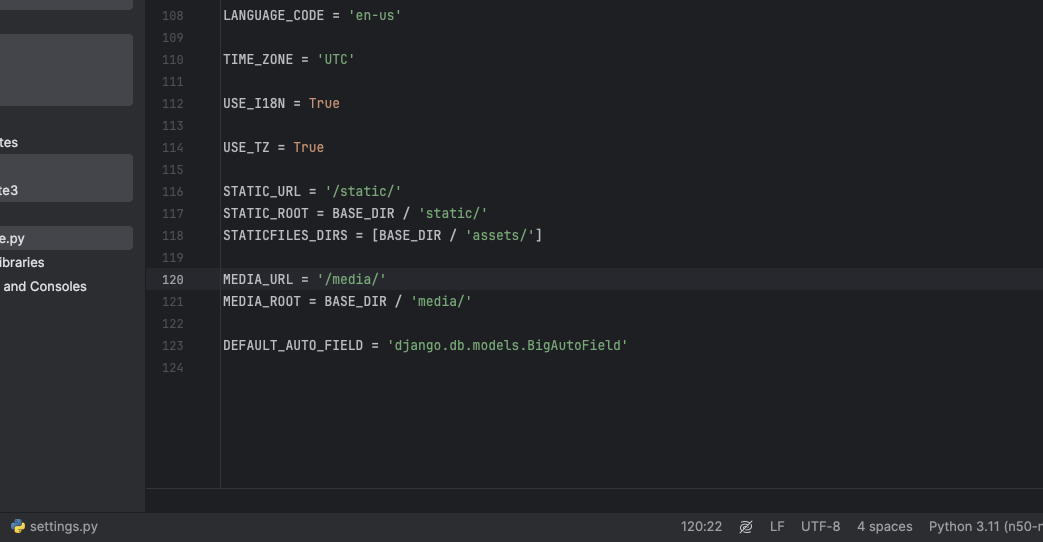 108 LANGUAGE_CODE = 'en-us'
109
110 TIME_ZONE = 'UTC'
111
112 USE_I18N = True
113
114 USE_TZ = True
115
116 STATIC_URL = '/static/'
117 STATIC_ROOT = BASE_DIR / 'static/'
118 STATICFILES_DIRS = [BASE_DIR / 'assets/']
119
120 MEDIA_URL = '/media/'
121 MEDIA_ROOT = BASE_DIR / 'media/'
122
123 DEFAULT_AUTO_FIELD = 'django.db.models.BigAutoField'
124
tes
te3
e.py
ibraries
and Consoles
settings.py
120:22 LF UTF-8 4 spaces Python 3.11 (n50-n